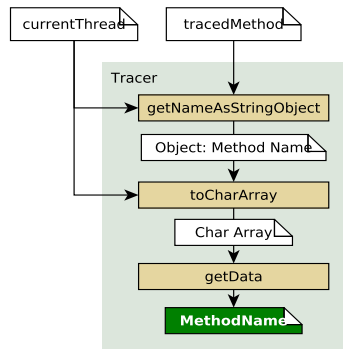 currentThread
tracedMethod
Tracer
getNameAsStringObject
Object: Method Name
toCharArray
Char Array
getData
MethodName